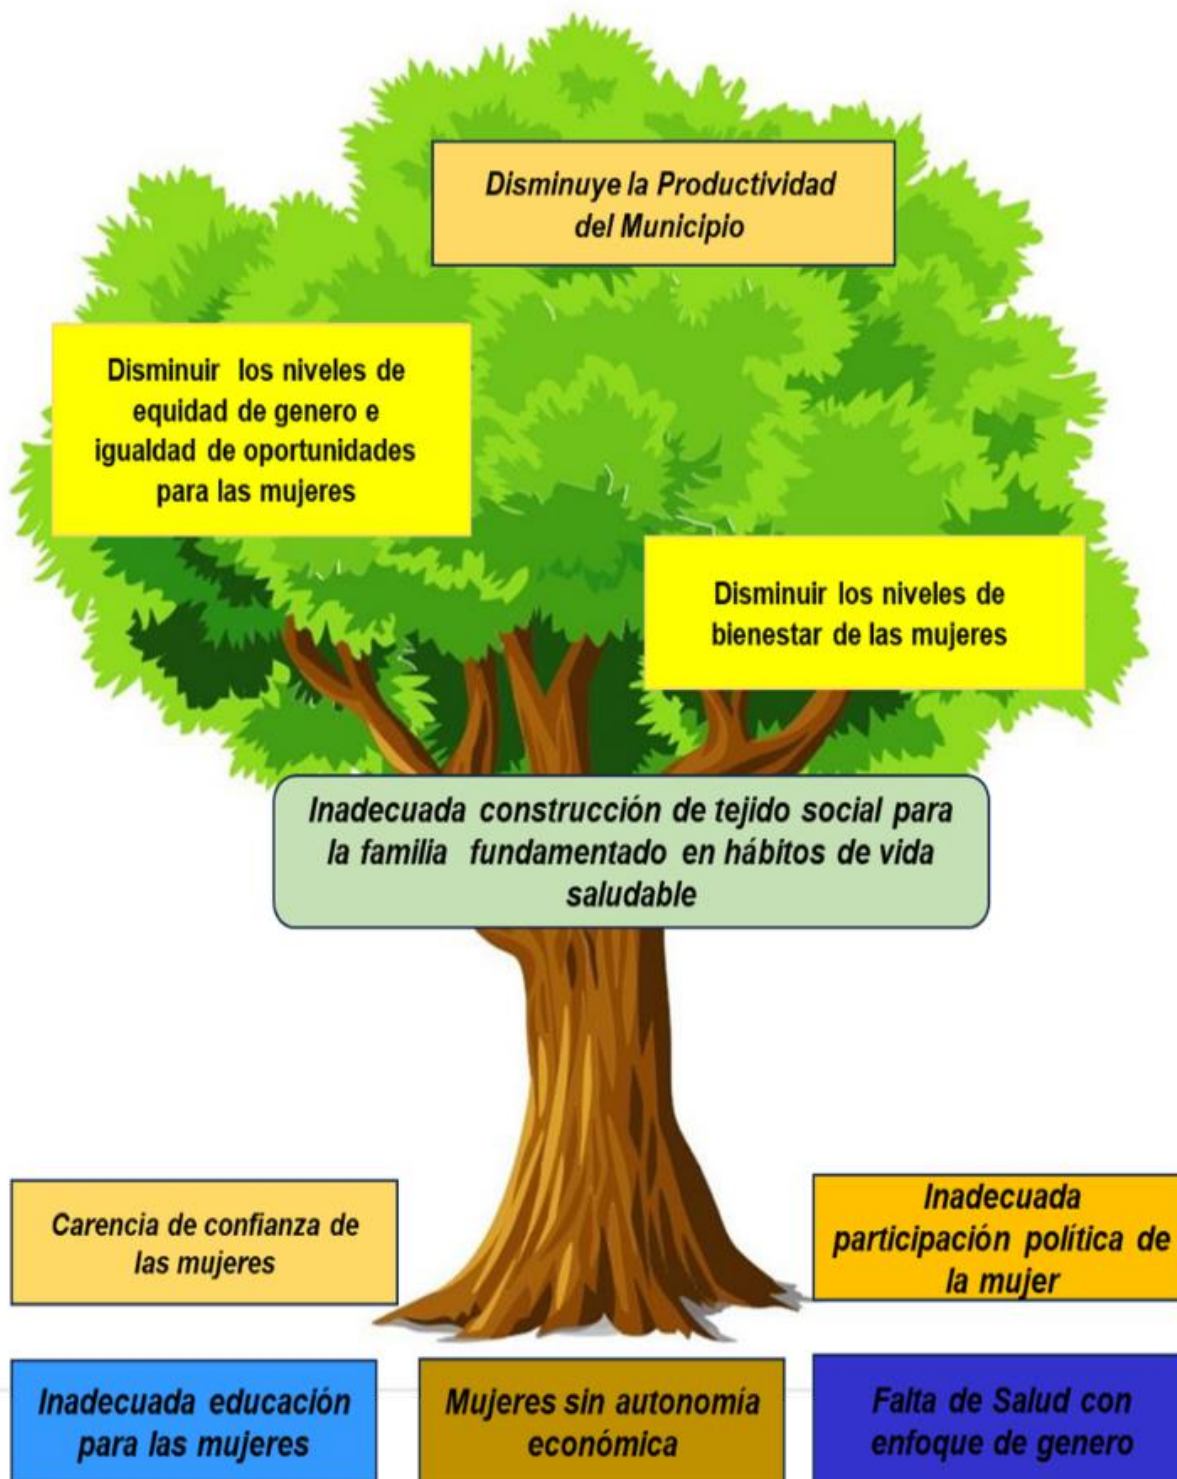 Disminuye la Productividad
del Municipio
Disminuir los niveles de
equidad de genero e
igualdad de oportunidades
para las mujeres
Disminuir los niveles de
bienestar de las mujeres
Inadecuada construcción de tejido social para
la familia fundamentado en hábitos de vida
saludable
Carencia de confianza de
las mujeres
Inadecuada
participación política de
la mujer
Inadecuada educación
para las mujeres
Mujeres sin autonomía
económica
Falta de Salud con
enfoque de genero